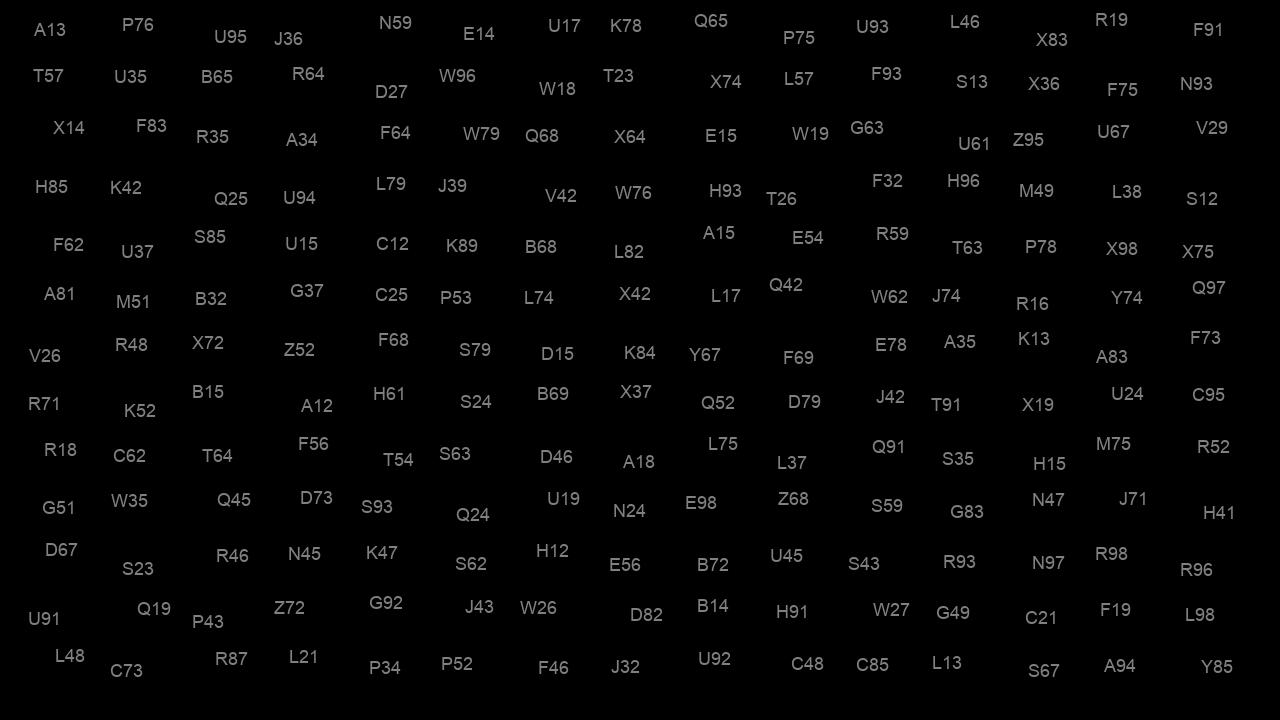 A13 P76 U95 J36 N59 E14 U17 K78 Q65 P75 U93 L46 X83 R19 F91
T57 U35 B65 R64 D27 W96 W18 T23 X74 L57 F93 S13 X36 F75 N93
X14 F83 R35 A34 F64 W79 Q68 X64 E15 W19 G63 U61 Z95 U67 V29
H85 K42 Q25 U94 L79 J39 V42 W76 H93 T26 F32 H96 M49 L38 S12
F62 U37 S85 U15 C12 K89 B68 L82 A15 E54 R59 T63 P78 X98 X75
A81 M51 B32 G37 C25 P53 L74 X42 L17 Q42 W62 J74 R16 Y74 Q97
V26 R48 X72 Z52 F68 S79 D15 K84 Y67 F69 E78 A35 K13 A83 F73
R71 K52 B15 A12 H61 S24 B69 X37 Q52 D79 J42 T91 X19 U24 C95
R18 C62 T64 F56 T54 S63 D46 A18 L75 L37 Q91 S35 H15 M75 R52
G51 W35 Q45 D73 S93 Q24 U19 N24 E98 Z68 S59 G83 N47 J71 H41
D67 S23 R46 N45 K47 S62 H12 E56 B72 U45 S43 R93 N97 R98 R96
U91 Q19 P43 Z72 G92 J43 W26 D82 B14 H91 W27 G49 C21 F19 L98
L48 C73 R87 L21 P34 P52 F46 J32 U92 C48 C85 L13 S67 A94 Y85